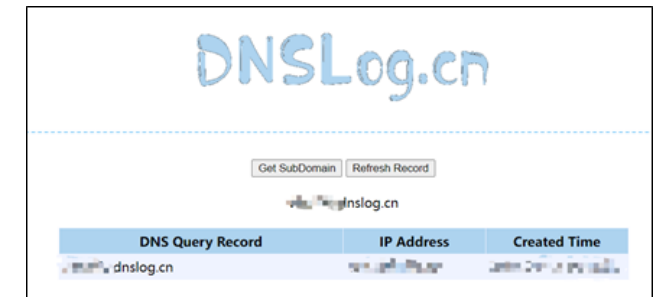 DNSLog.cn
Get SubDomain Refresh Record
dnslog.cn
DNS Query Record IP Address Created Time
dnslog.cn